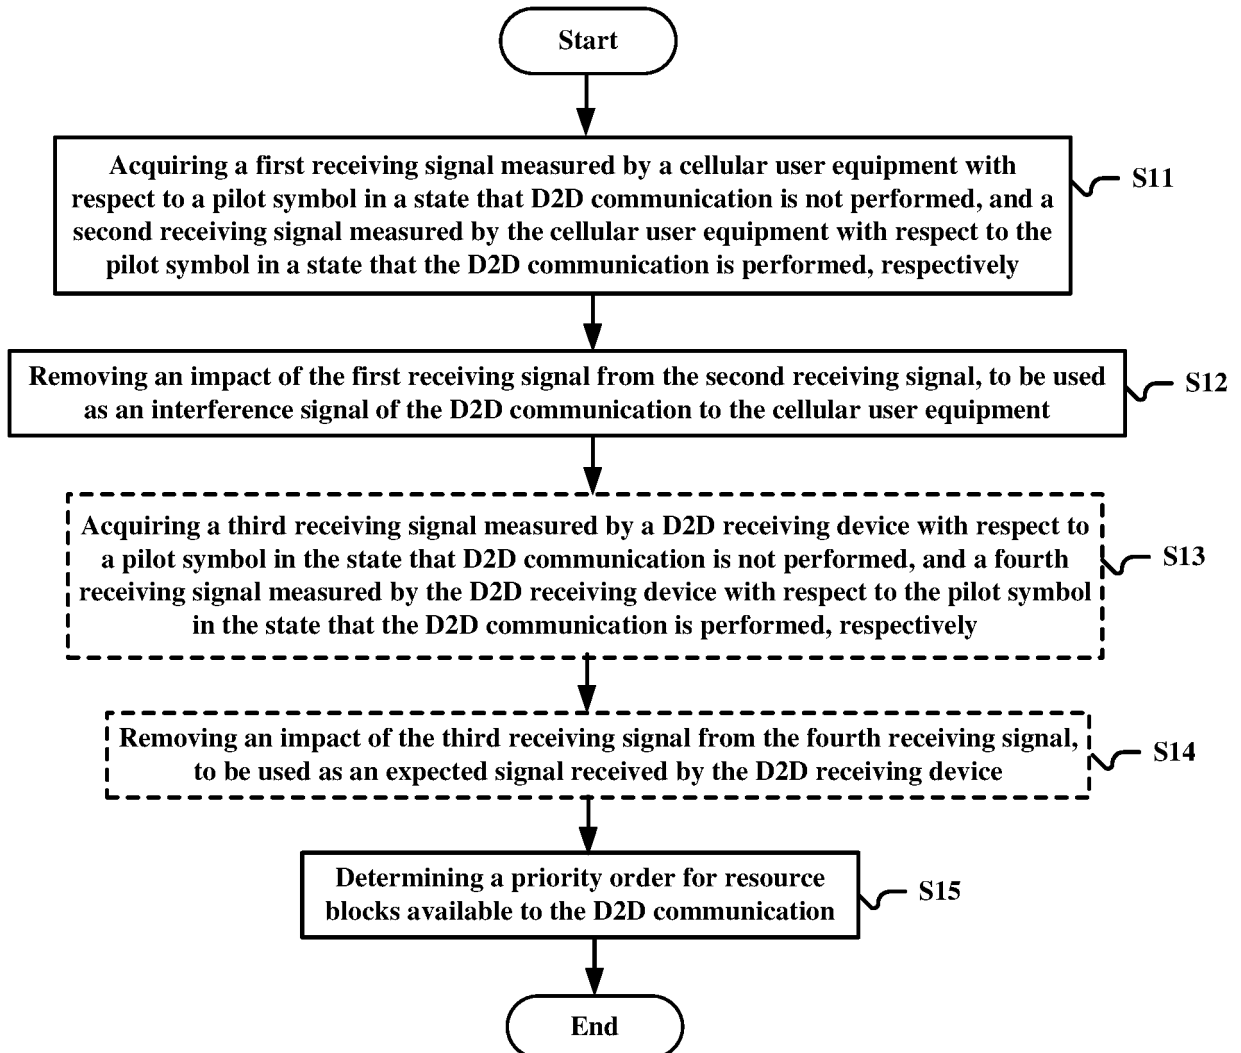 Start
Acquiring a first receiving signal measured by a cellular user equipment with
respect to a pilot symbol in a state that D2D communication is not performed, and a
second receiving signal measured by the cellular user equipment with respect to the
pilot symbol in a state that the D2D communication is performed, respectively
S11
Removing an impact of the first receiving signal from the second receiving signal, to be used
as an interference signal of the D2D communication to the cellular user equipment
S12
Acquiring a third receiving signal measured by a D2D receiving device with respect to
a pilot symbol in the state that D2D communication is not performed, and a fourth
receiving signal measured by the D2D receiving device with respect to the pilot symbol
in the state that the D2D communication is performed, respectively
S13
Removing an impact of the third receiving signal from the fourth receiving signal,
to be used as an expected signal received by the D2D receiving device
S14
Determining a priority order for resource
blocks available to the D2D communication
S15
End